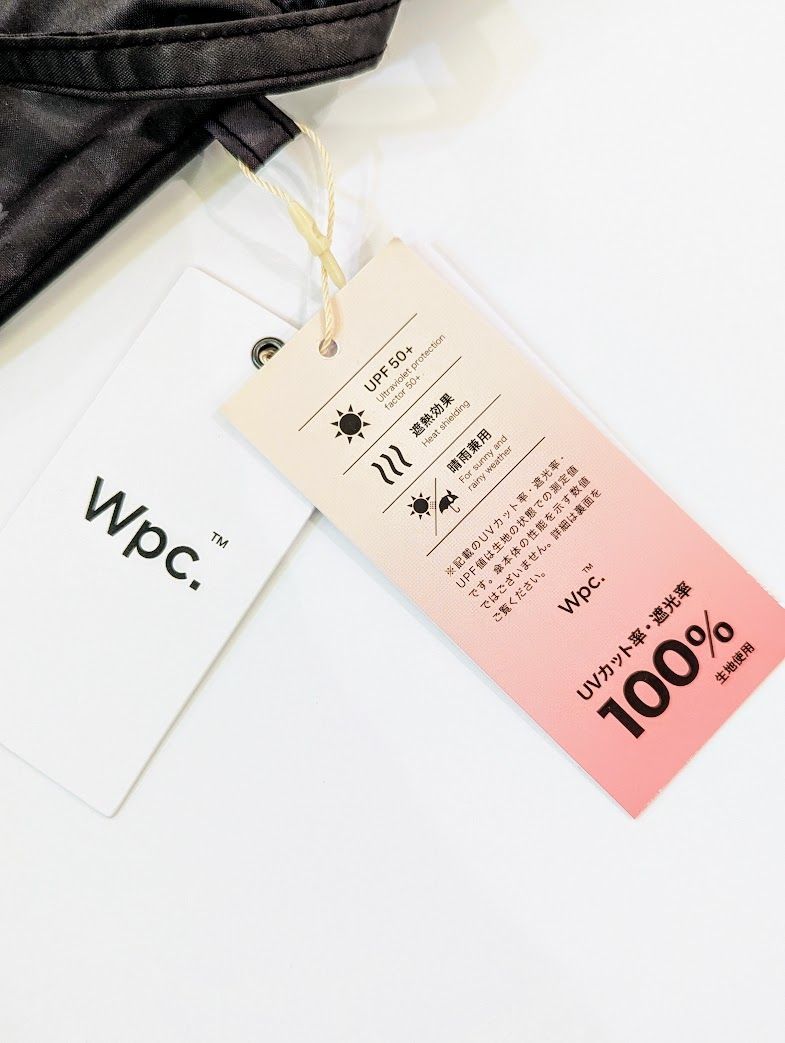 Wpc.™
UPF50+
Ultraviolet protection
factor 50+
遮熱効果
Heat shielding
晴雨兼用
For sunny and
rainy weather
※記載のUVカット率・遮光率・
UPF値は生地の状態での測定値
です。傘本体の性能を示す数値
ではございません。詳細は裏面を
ご覧ください。
Wpc.™
UVカット率・遮光率
100%
生地使用